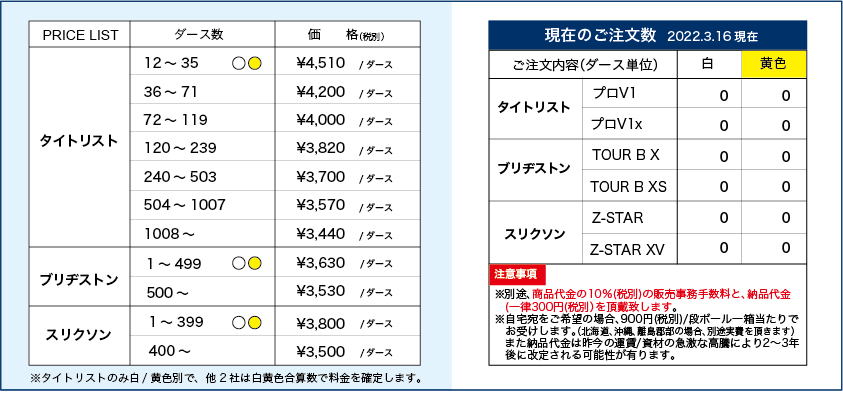 PRICE LIST ダース数 価 格(税別)
タイトリスト
12～35 ○● ¥4,510 /ダース
36～71 ¥4,200 /ダース
72～119 ¥4,000 /ダース
120～239 ¥3,820 /ダース
240～503 ¥3,700 /ダース
504～1007 ¥3,570 /ダース
1008～ ¥3,440 /ダース
ブリヂストン
1～499 ○● ¥3,630 /ダース
500～ ¥3,530 /ダース
スリクソン
1～399 ○● ¥3,800 /ダース
400～ ¥3,500 /ダース
※タイトリストのみ白/黄色別で、他2社は白黄色合算数で料金を確定します。
現在のご注文数 2022.3.16 現在
ご注文内容(ダース単位) 白 黄色
タイトリスト
プロV1 0 0
プロV1x 0 0
ブリヂストン
TOUR B X 0 0
TOUR B XS 0 0
スリクソン
Z-STAR 0 0
Z-STAR XV 0 0
注意事項
※別途、商品代金の10%(税別)の販売事務手数料と、納品代金
(一律300円(税別)を頂戴致します。
※自宅宛をご希望の場合、900円(税別)/段ボール一箱当たりで
お受けします。(北海道、沖縄、離島郡部の場合、別途実費を頂きます)
また納品代金は昨今の運賃/資材の急激な高騰により2～3年
後に改定される可能性が有ります。